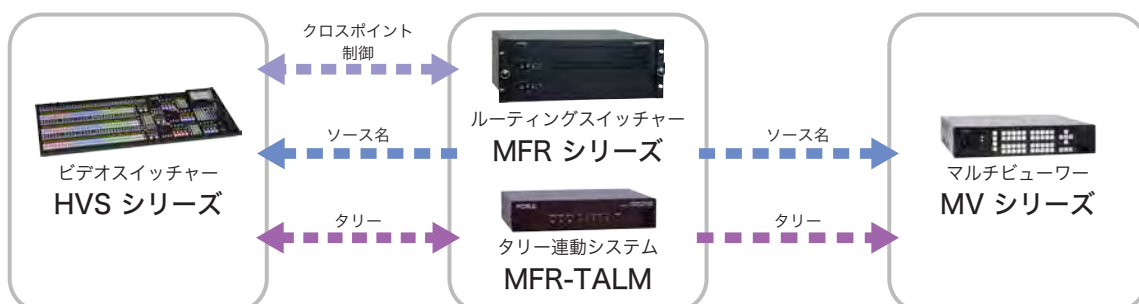 クロスポイント
制御
ビデオスイッチャー
HVS シリーズ
ソース名
タリー
ルーティングスイッチャー
MFR シリーズ
タリー連動システム
MFR-TALM
ソース名
タリー
マルチビューワー
MV シリーズ